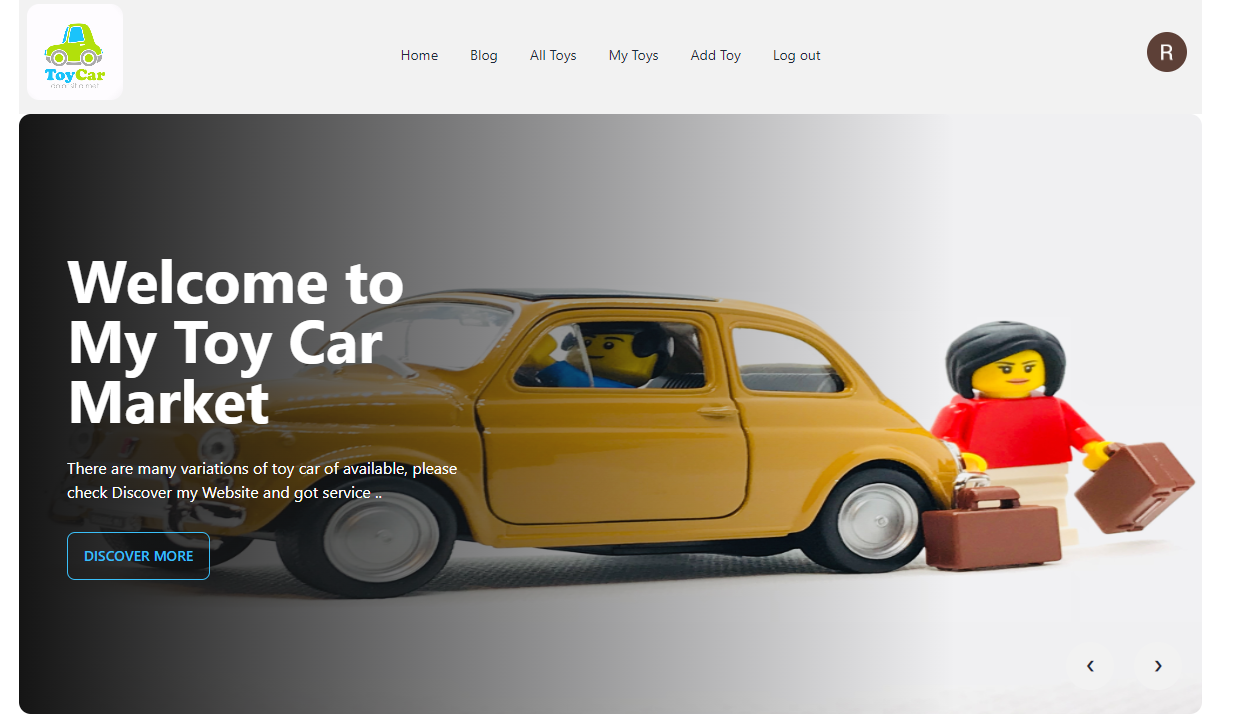 ToyCar
Home
Blog
All Toys
My Toys
Add Toy
Log out
R
Welcome to
My Toy Car
Market
There are many variations of toy car of available, please
check Discover my Website and got service ..
DISCOVER MORE
‹ ›